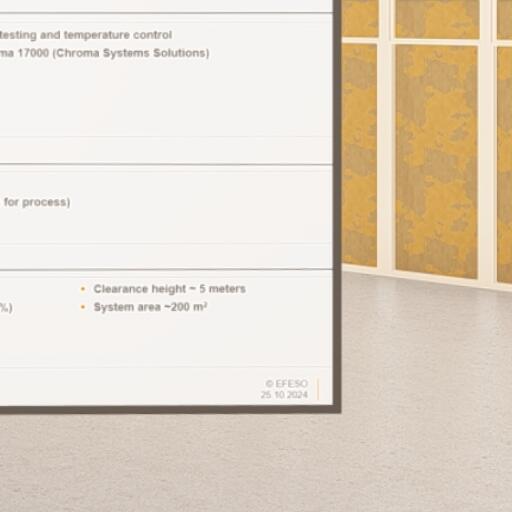 testing and temperature control
ma 17000 (Chroma Systems Solutions)
for process)
%)
• Clearance height ~ 5 meters
• System area ~200 m²
© EFESO
25.10.2024